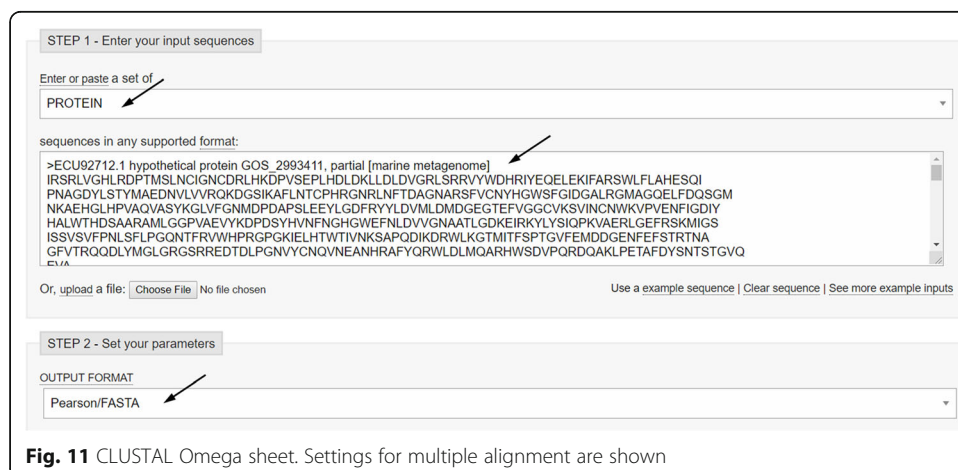 STEP 1 - Enter your input sequences
Enter or paste a set of
PROTEIN
sequences in any supported format:
>ECU92712.1 hypothetical protein GOS_2993411, partial [marine metagenome]
IRSRLVGHLRDPTMSLNCIGNCDRLHKDPVSEPLHDLDKLLDLDVGRLSRRVYWDHRIYEQELEKIFARSWLFLAHESQI
PNAGDYLSTYMAEDNVLVVRQKDGSIKAFLNTCPHRGNRLNFTDAGNARSFVCNYHGWSFGIDGALRGMAGQELFDQSGM
NKAEHGLHPVAQVASYKGLVFGNMDPDAPSLEEYLGDFRYYLDVMLDMDGEGTEFVGGCVKSVINCNWKVPVENFIGDIY
HALWTHDSAARAMLGGPVAEVYKDPDSYHVNFNGHGWEFNLDVVGNAATLGDKEIRKYLYSIQPKVAERLGEFRSKMIGS
ISSVSVFPNLSFLPGQNTFRVWHPRGPGKIELHTWTIVNKSAPQDIKDRWLKGTMITFSPTGVFEMDDGENFEFSTRTNA
GFVTRQQDLYMGLGRGSRREDTDLPGNVYCNQVNEANHRAFYQRWLDLMQARHWSDVPQRDQAKLPETAFDYSNTSTGVQ
EVA
Or, upload a file: Choose File No file chosen
Use a example sequence | Clear sequence | See more example inputs
STEP 2 - Set your parameters
OUTPUT FORMAT
Pearson/FASTA
Fig. 11 CLUSTAL Omega sheet. Settings for multiple alignment are shown